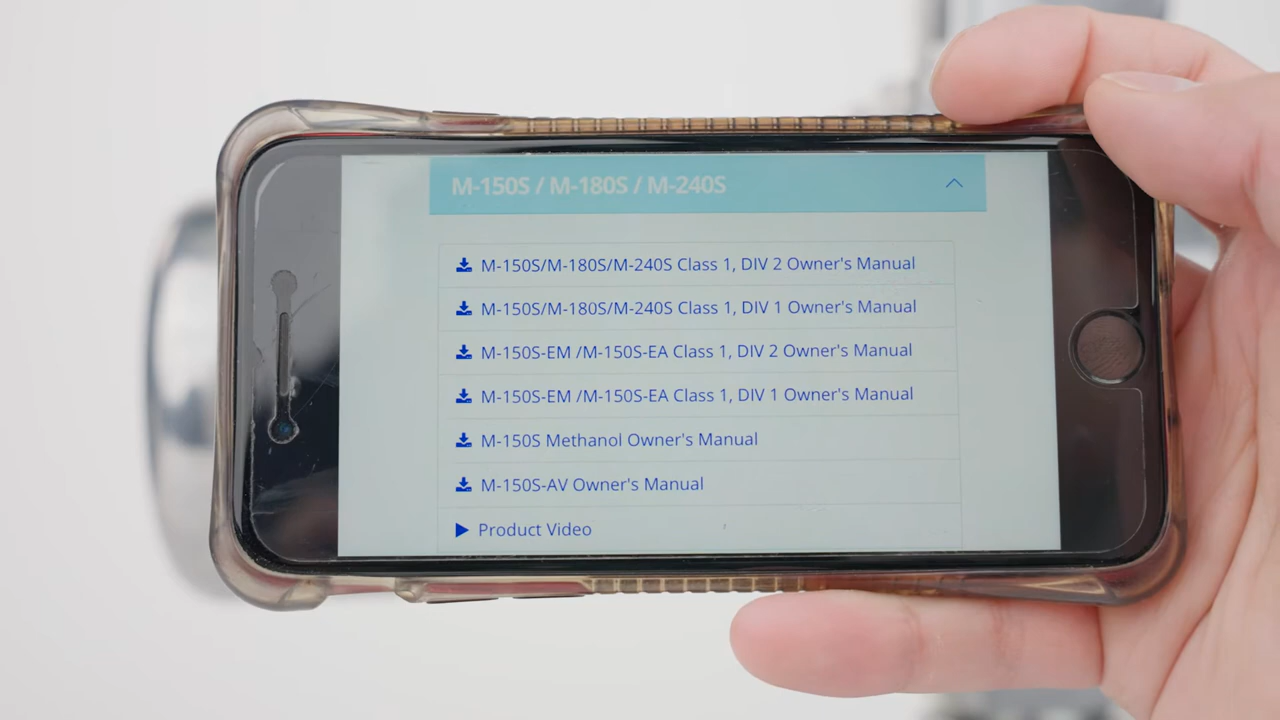 M-150S / M-180S / M-240S
M-150S/M-180S/M-240S Class 1, DIV 2 Owner's Manual
M-150S/M-180S/M-240S Class 1, DIV 1 Owner's Manual
M-150S-EM /M-150S-EA Class 1, DIV 2 Owner's Manual
M-150S-EM /M-150S-EA Class 1, DIV 1 Owner's Manual
M-150S Methanol Owner's Manual
M-150S-AV Owner's Manual
Product Video